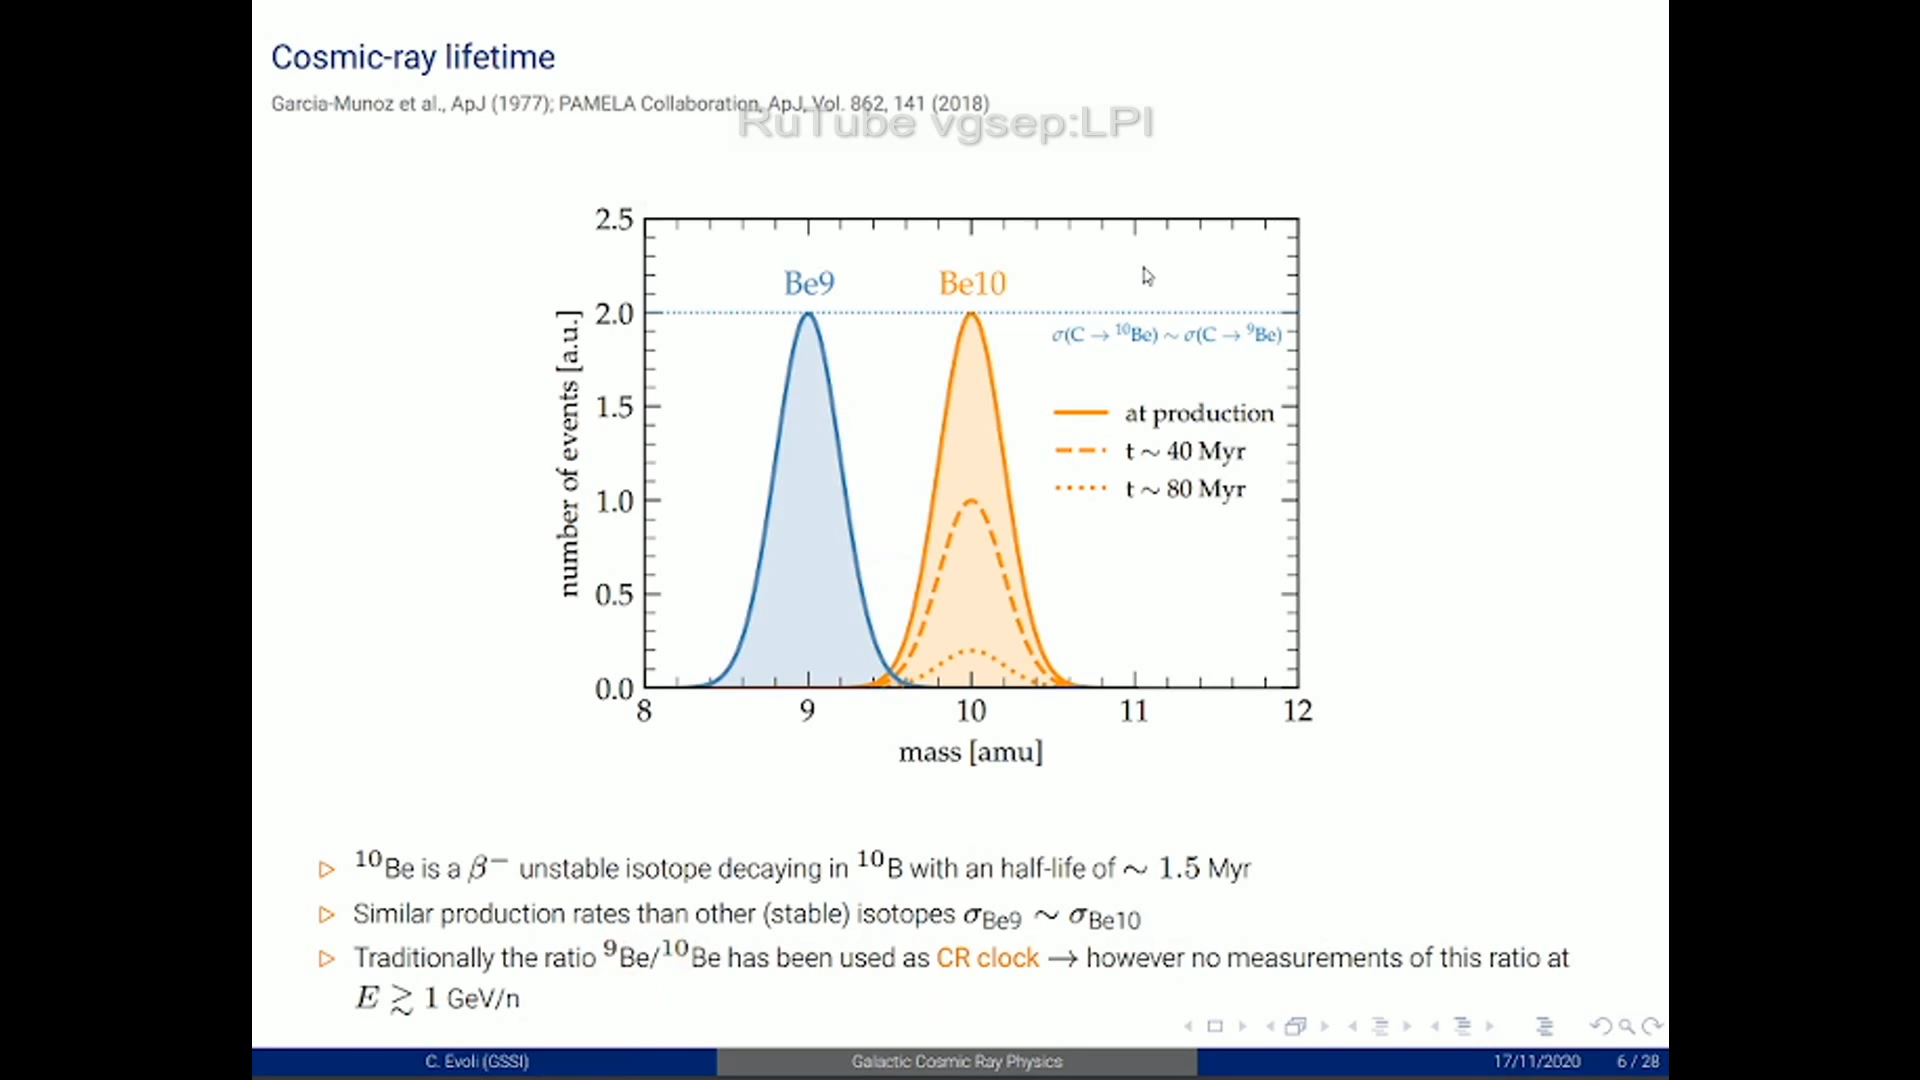 Cosmic-ray lifetime
Garcia-Munoz et al., ApJ (1977); PAMELA Collaboration, ApJ, Vol. 862, 141 (2018)
RuTube vgsep:LPI
2.5
Be9 Be10
2.0
σ(C → ¹⁰Be) ~ σ(C → ⁹Be)
number of events [a.u.]
1.5
at production
t ~ 40 Myr
t ~ 80 Myr
1.0
0.5
0.0
8 9 10 11 12
mass [amu]
▷ ¹⁰Be is a β⁻ unstable isotope decaying in ¹⁰B with an half-life of ~ 1.5 Myr
▷ Similar production rates than other (stable) isotopes σ_Be9 ~ σ_Be10
▷ Traditionally the ratio ⁹Be/¹⁰Be has been used as CR clock → however no measurements of this ratio at
E ≳ 1 GeV/n
C. Evoli (GSSI) Galactic Cosmic Ray Physics 17/11/2020 6 / 28